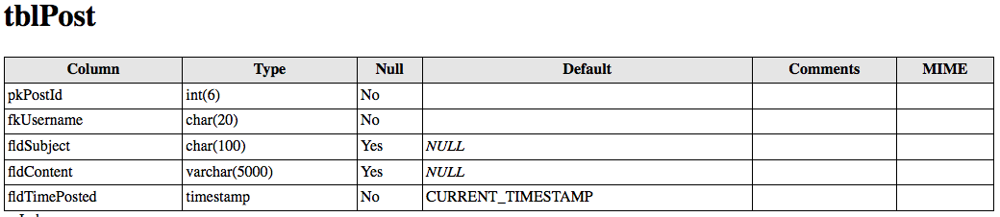 tblPost
Column Type Null Default Comments MIME
pkPostId int(6) No
fkUsername char(20) No
fldSubject char(100) Yes NULL
fldContent varchar(5000) Yes NULL
fldTimePosted timestamp No CURRENT_TIMESTAMP